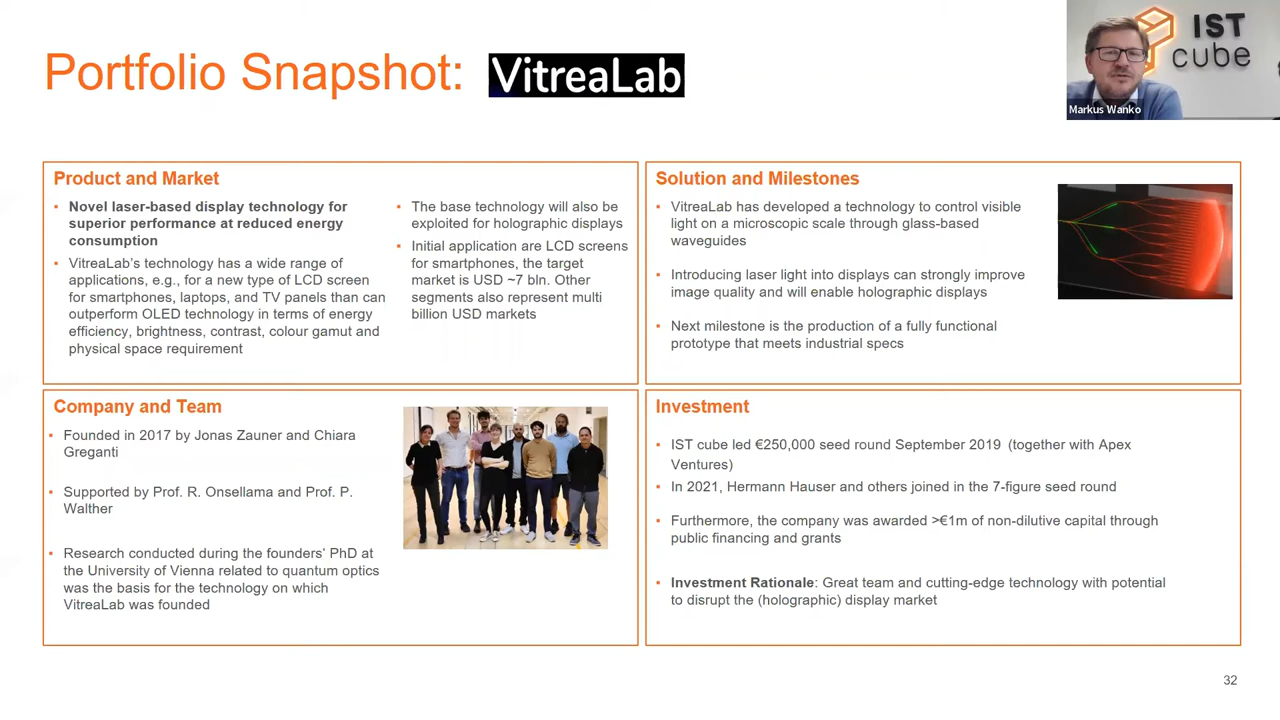 Portfolio Snapshot: VitreaLab
IST
cube
Markus Wanko
Product and Market
Novel laser-based display technology for
superior performance at reduced energy
consumption
VitreaLab's technology has a wide range of
applications, e.g., for a new type of LCD screen
for smartphones, laptops, and TV panels than can
outperform OLED technology in terms of energy
efficiency, brightness, contrast, colour gamut and
physical space requirement
The base technology will also be
exploited for holographic displays
Initial application are LCD screens
for smartphones, the target
market is USD ~7 bln. Other
segments also represent multi
billion USD markets
Solution and Milestones
VitreaLab has developed a technology to control visible
light on a microscopic scale through glass-based
waveguides
Introducing laser light into displays can strongly improve
image quality and will enable holographic displays
Next milestone is the production of a fully functional
prototype that meets industrial specs
Company and Team
Founded in 2017 by Jonas Zauner and Chiara
Greganti
Supported by Prof. R. Onsellama and Prof. P.
Walther
Research conducted during the founders' PhD at
the University of Vienna related to quantum optics
was the basis for the technology on which
VitreaLab was founded
Investment
IST cube led €250,000 seed round September 2019 (together with Apex
Ventures)
In 2021, Hermann Hauser and others joined in the 7-figure seed round
Furthermore, the company was awarded >€1m of non-dilutive capital through
public financing and grants
Investment Rationale: Great team and cutting-edge technology with potential
to disrupt the (holographic) display market
32